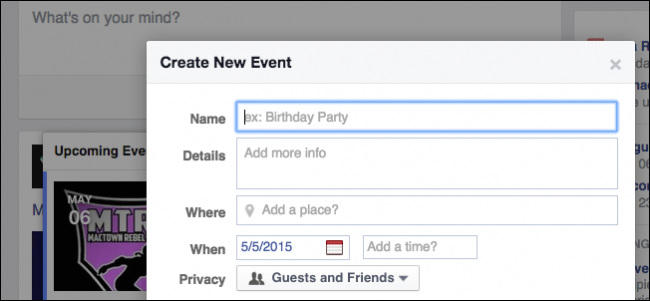 What's on your mind?
Create New Event
×
Name
ex: Birthday Party
Details
Add more info
Where
Add a place?
When
5/5/2015
Add a time?
Privacy
Guests and Friends
Upcoming Eve
MAY
06
MTR
MACTOWN REBEL